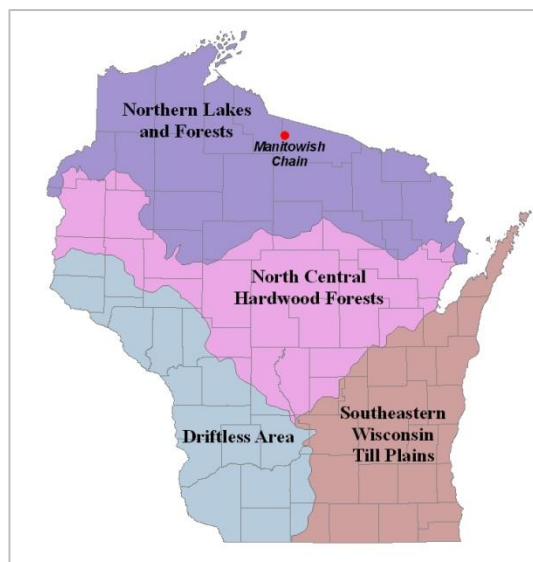 Northern Lakes
and Forests
Manitowish
Chain
North Central
Hardwood Forests
Driftless Area
Southeastern
Wisconsin
Till Plains